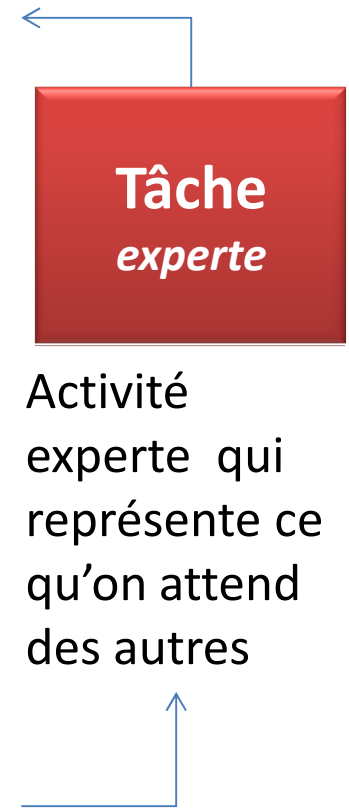 Tâche
experte
Activité
experte  qui
représente ce
qu’on attend
des autres